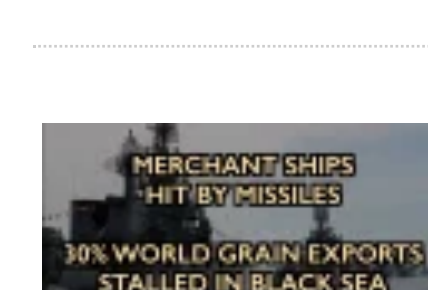 MERCHANT SHIPS
HIT BY MISSILES
30% WORLD GRAIN EXPORTS
STALLED IN BLACK SEA